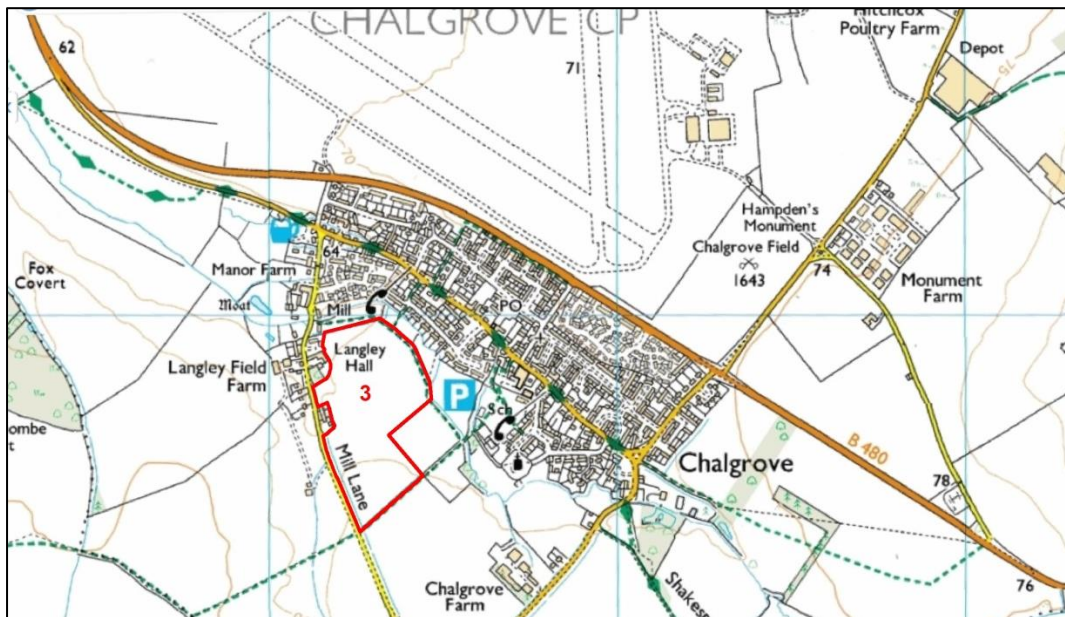 CHALGROVE CP
Poultry Farm
Depot
62
71
75
70
Hampden's
Monument
Chalgrove Field
1643
74
Monument
Farm
Fox
Covert
64
Manor Farm
Moat
Mill
PO
Langley
Hall
Langley Field
Farm
3
P
Sch
Mill Lane
Chalgrove
B 480
78
76
Chalgrove
Farm